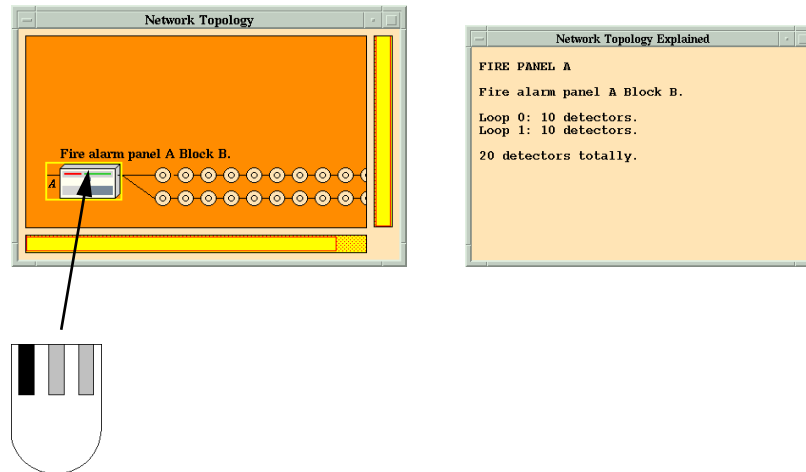 Network Topology
Fire alarm panel A Block B.
A
Network Topology Explained
FIRE PANEL A
Fire alarm panel A Block B.
Loop 0: 10 detectors.
Loop 1: 10 detectors.
20 detectors totally.